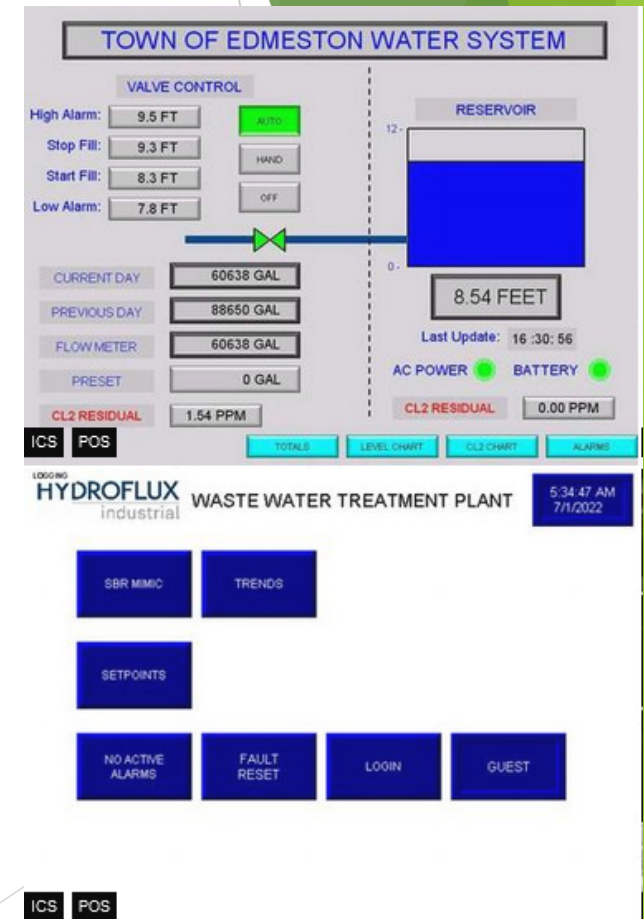 TOWN OF EDMESTON WATER SYSTEM
VALVE CONTROL
High Alarm: 9.5 FT
AUTO
Stop Fill: 9.3 FT
HAND
Start Fill: 8.3 FT
OFF
Low Alarm: 7.8 FT
RESERVOIR
12 -
0 -
8.54 FEET
Last Update: 16 :30: 56
AC POWER BATTERY
CL2 RESIDUAL 0.00 PPM
CURRENT DAY 60638 GAL
PREVIOUS DAY 88650 GAL
FLOW METER 60638 GAL
PRESET 0 GAL
CL2 RESIDUAL 1.54 PPM
ICS POS
TOTALS LEVEL CHART CL2 CHART ALARMS
LOGGING
HYDROFLUX
industrial
WASTE WATER TREATMENT PLANT
5:34:47 AM
7/1/2022
SBR MIMIC
TRENDS
SETPOINTS
NO ACTIVE
ALARMS
FAULT
RESET
LOGIN
GUEST
ICS POS